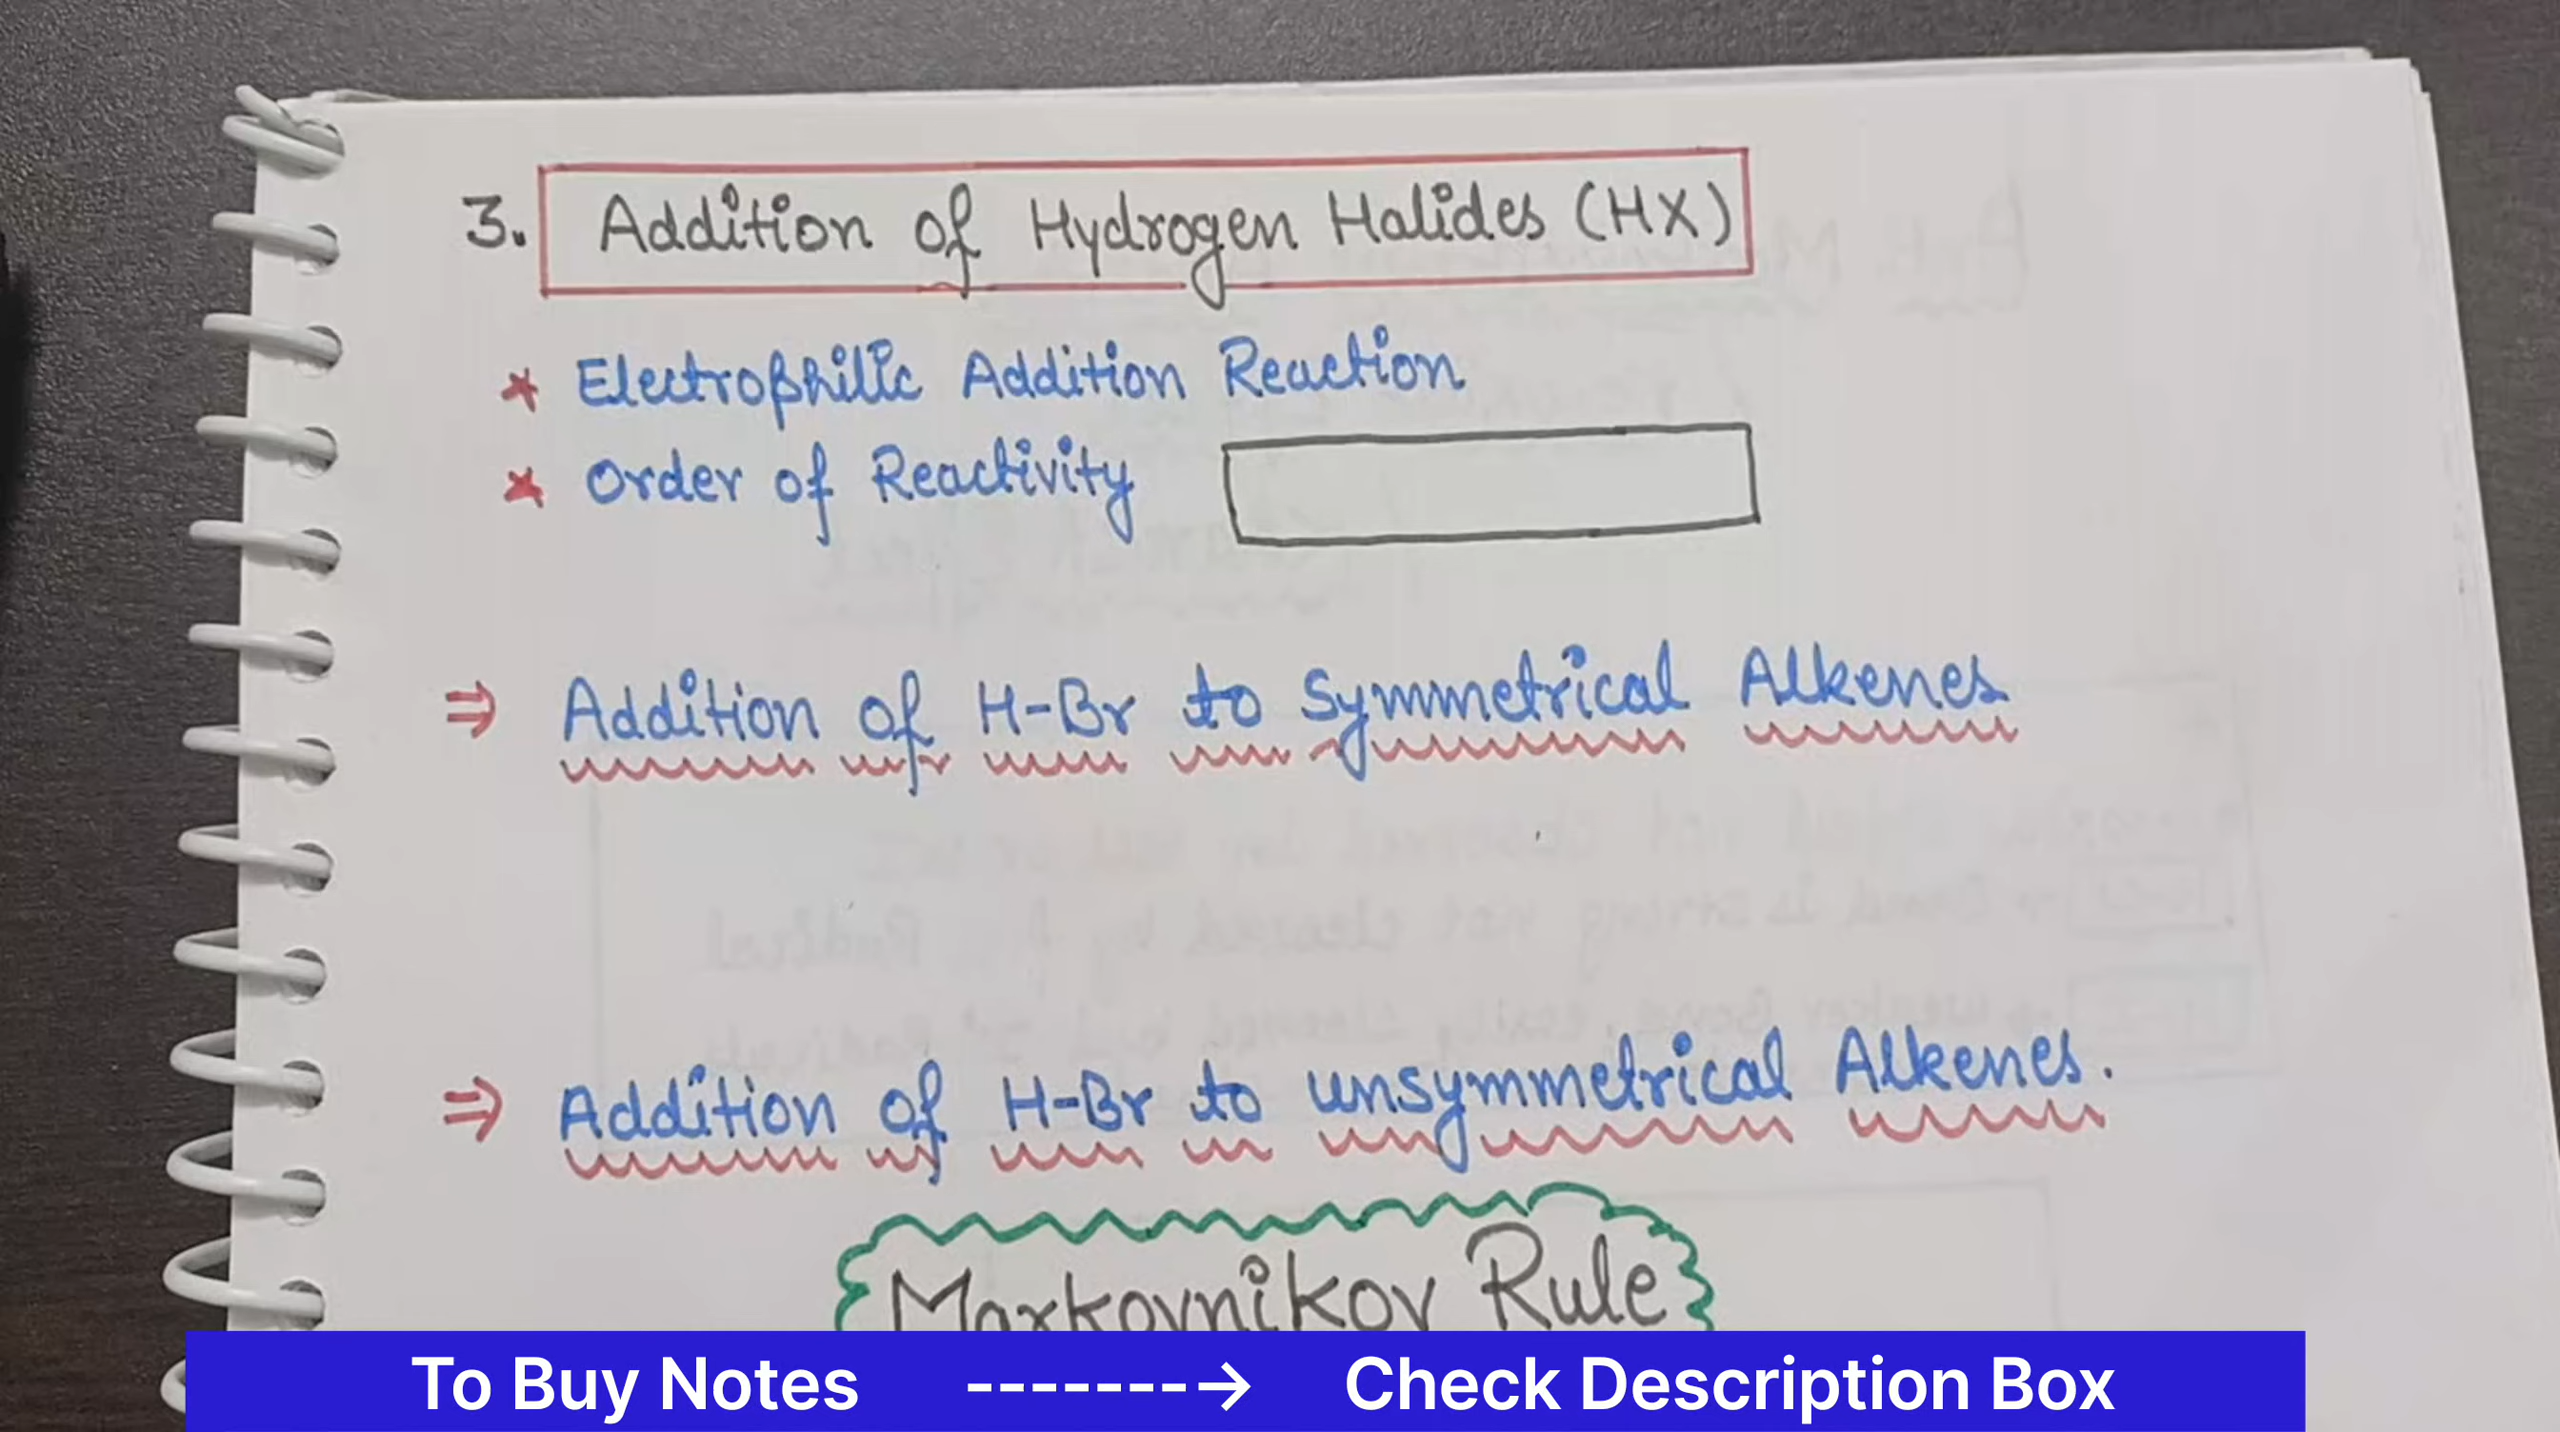 3. Addition of Hydrogen Halides (HX)
* Electrophilic Addition Reaction
* Order of Reactivity
⇒ Addition of H-Br to Symmetrical Alkenes
⇒ Addition of H-Br to unsymmetrical Alkenes.
Markovnikov Rule
To Buy Notes -------→ Check Description Box